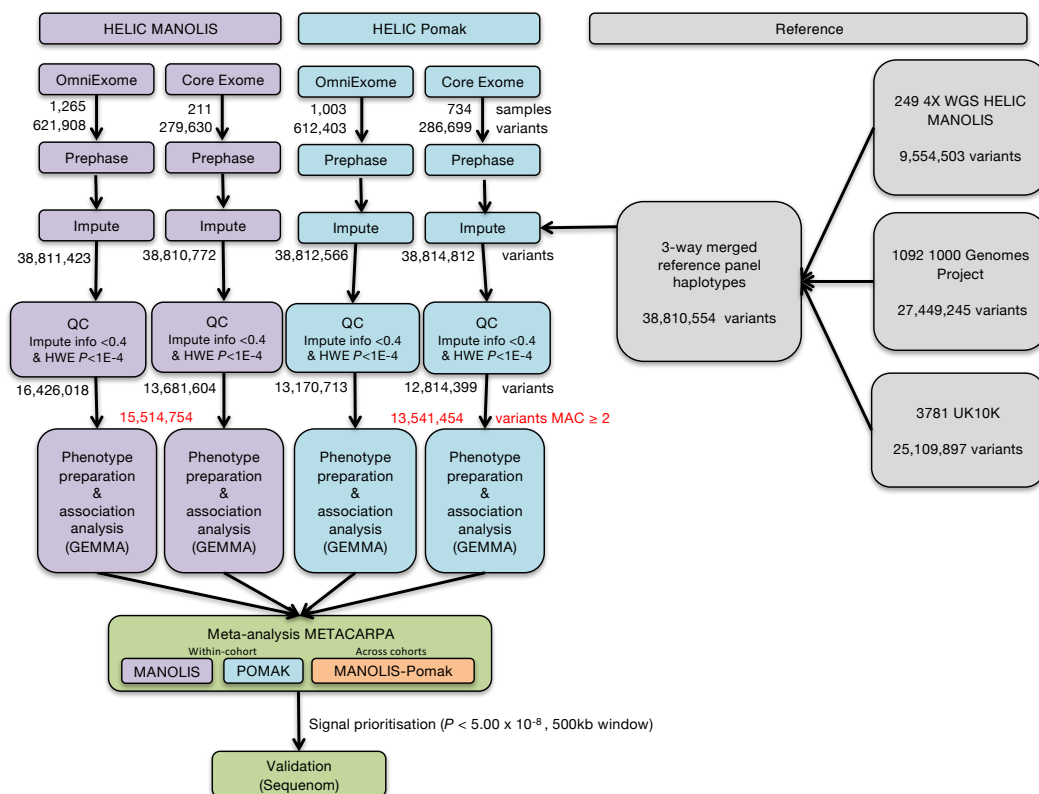 HELIC MANOLIS
HELIC Pomak
Reference
OmniExome
Core Exome
OmniExome
Core Exome
1,265
211
1,003
734 samples
621,908
279,630
612,403
286,699 variants
Prephase
Prephase
Prephase
Prephase
Impute
Impute
Impute
Impute
38,811,423
38,810,772
38,812,566
38,814,812 variants
QC
Impute info <0.4
& HWE P<1E-4
QC
Impute info <0.4
& HWE P<1E-4
QC
Impute info <0.4
& HWE P<1E-4
QC
Impute info <0.4
& HWE P<1E-4
16,426,018
13,681,604
13,170,713
12,814,399 variants
15,514,754
13,541,454 variants MAC ≥ 2
Phenotype
preparation
&
association
analysis
(GEMMA)
Phenotype
preparation
&
association
analysis
(GEMMA)
Phenotype
preparation
&
association
analysis
(GEMMA)
Phenotype
preparation
&
association
analysis
(GEMMA)
Meta-analysis METACARPA
Within-cohort
Across cohorts
MANOLIS
POMAK
MANOLIS-Pomak
Signal prioritisation (P < 5.00 x 10⁻⁸, 500kb window)
Validation
(Sequenom)
3-way merged
reference panel
haplotypes
38,810,554 variants
249 4X WGS HELIC
MANOLIS
9,554,503 variants
1092 1000 Genomes
Project
27,449,245 variants
3781 UK10K
25,109,897 variants